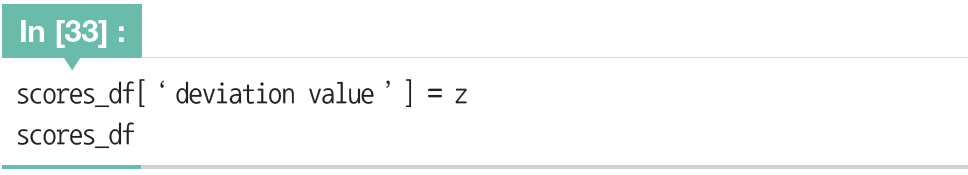 In [33] :
scores_df[ ‘ deviation value ’ ] = z
scores_df